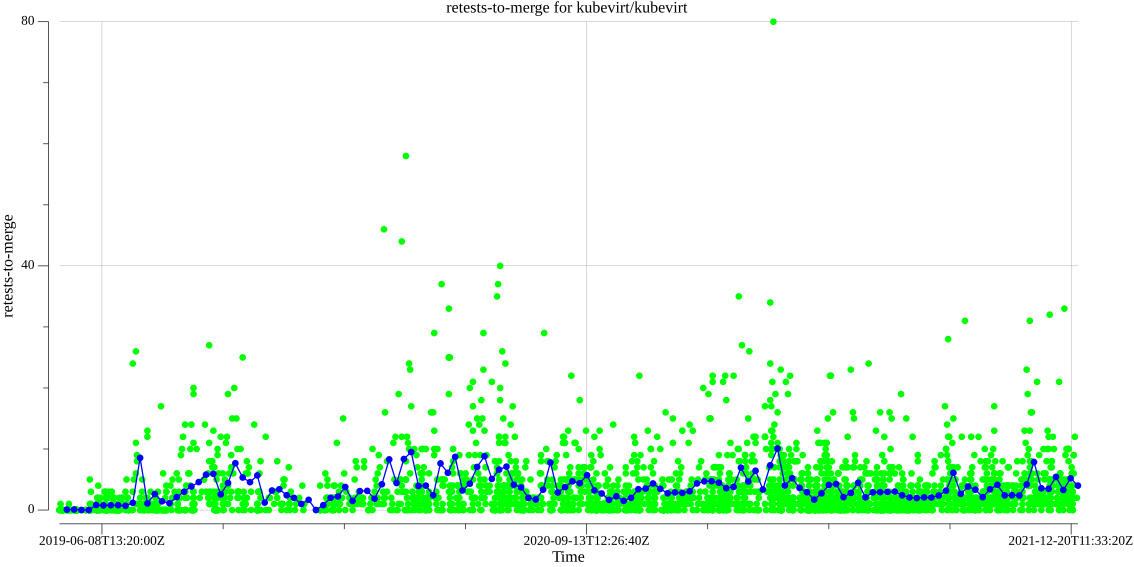 retests-to-merge for kubevirt/kubevirt
80
40
0
retests-to-merge
2019-06-08T13:20:00Z
2020-09-13T12:26:40Z
2021-12-20T11:33:20Z
Time